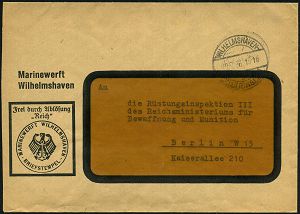 WILHELMSHAVEN
Marinewerft
Wilhelmshaven
Frei durch Ablösung
"Reich"
MARINEWERFT WILHELMSHAVEN
BRIEFSTEMPEL
An
die Rüstungsinspektion III
des Reichsministeriums für
Bewaffnung und Munition
Berlin W 15
Kaiserallee 210